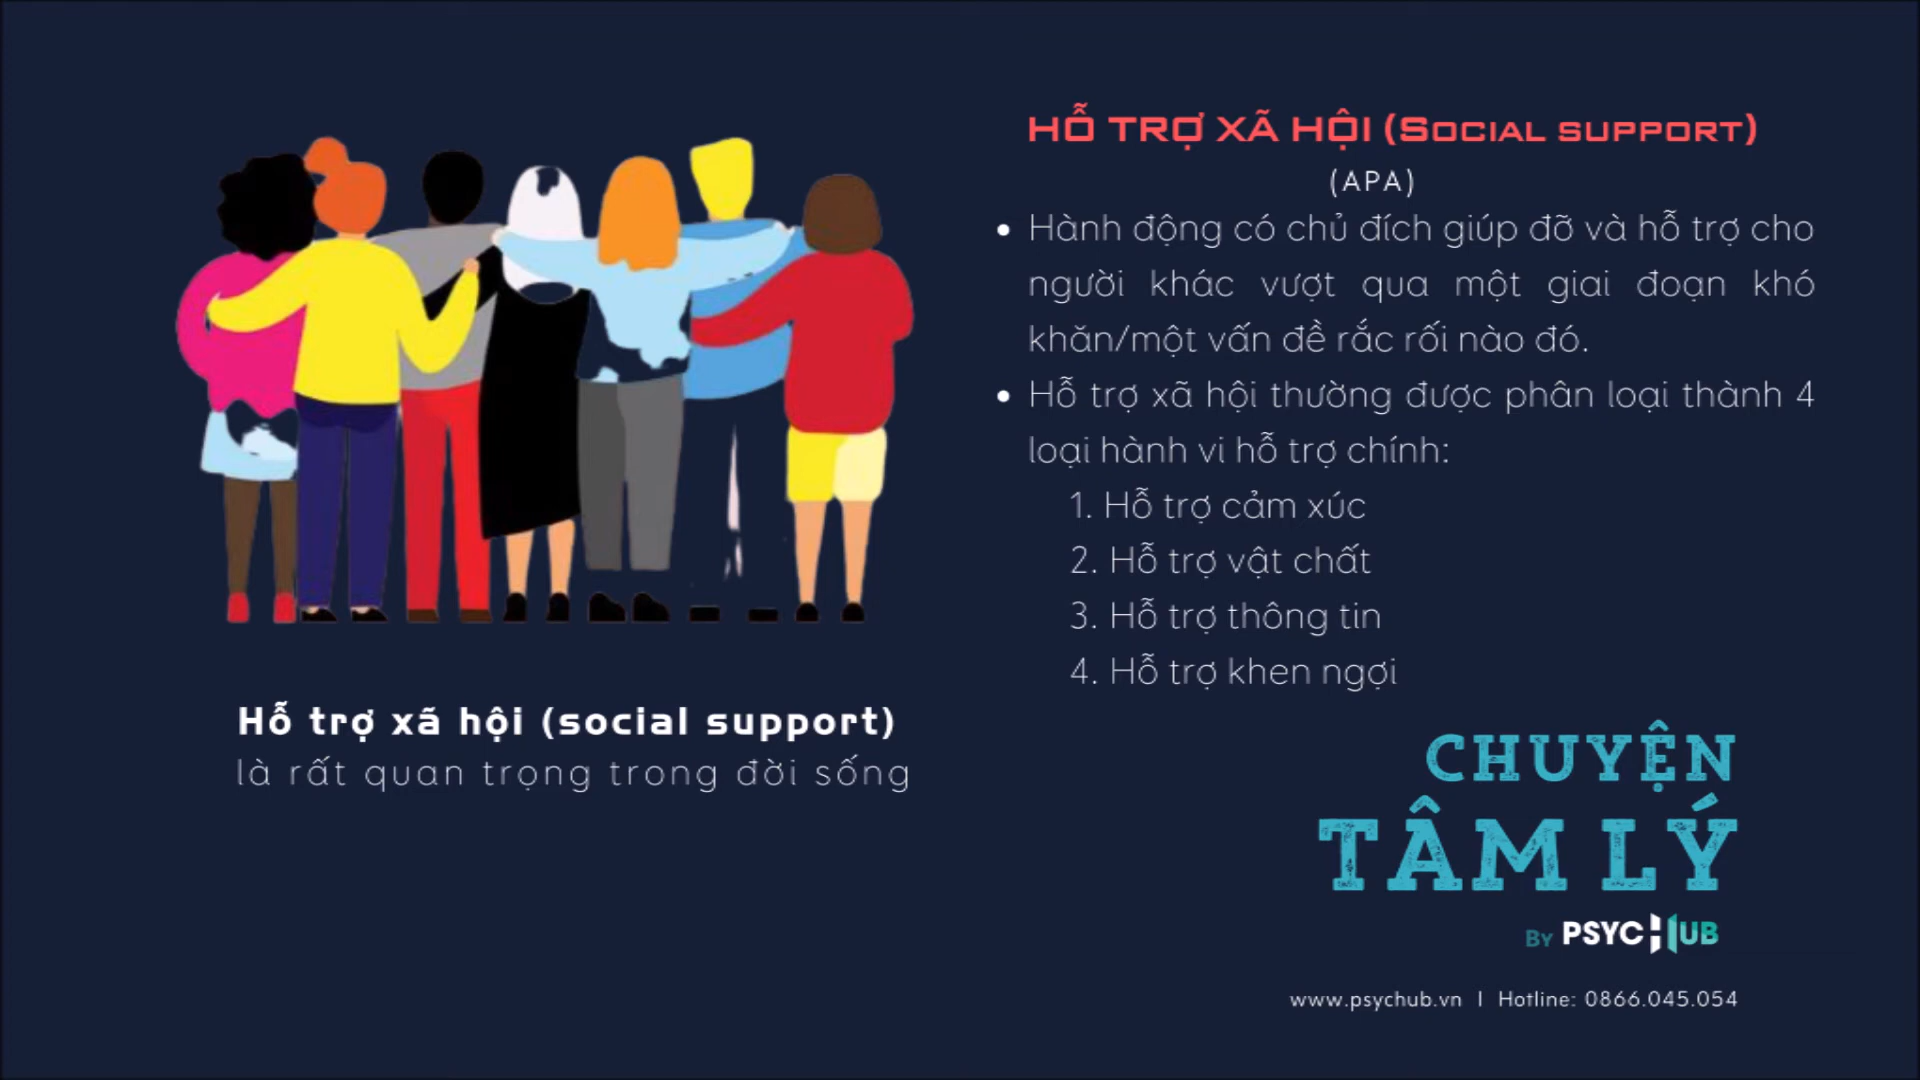 HỖ TRỢ XÃ HỘI (SOCIAL SUPPORT)
(APA)
• Hành động có chủ đích giúp đỡ và hỗ trợ cho
người khác vượt qua một giai đoạn khó
khăn/một vấn đề rắc rối nào đó.
• Hỗ trợ xã hội thường được phân loại thành 4
loại hành vi hỗ trợ chính:
1. Hỗ trợ cảm xúc
2. Hỗ trợ vật chất
3. Hỗ trợ thông tin
4. Hỗ trợ khen ngợi
Hỗ trợ xã hội (social support)
là rất quan trọng trong đời sống
CHUYỆN
TÂM LÝ
BY PSYCHUB
www.psychub.vn | Hotline: 0866.045.054